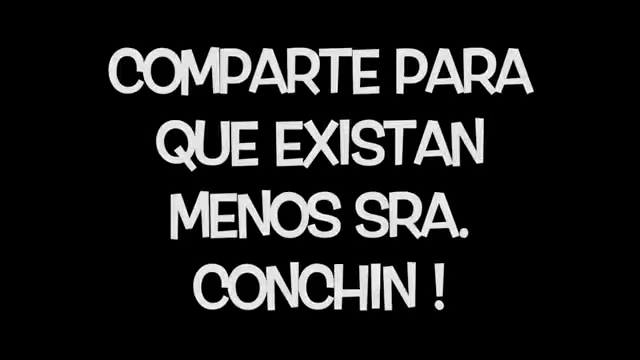 COMPARTE PARA
QUE EXISTAN
MENOS SRA.
CONCHIN !